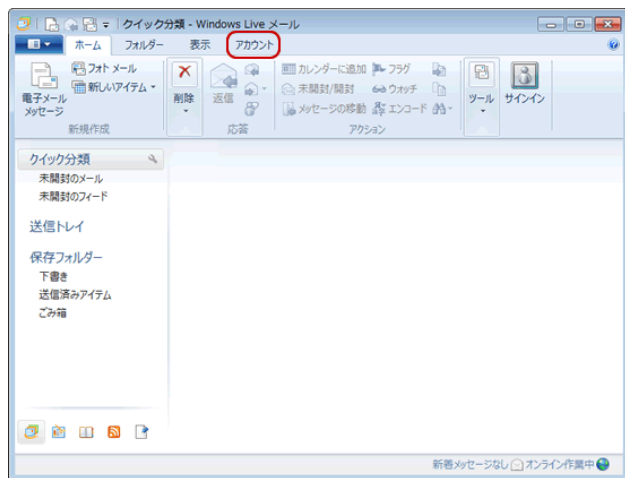 クイック分類 - Windows Live メール
ホーム フォルダー 表示 アカウント
電子メール メッセージ
フォト メール
新しいアイテム
新規作成
削除
返信
応答
カレンダーに追加 フラグ
未開封/開封 ウォッチ
メッセージの移動 エンコード
アクション
ツール
サインイン
クイック分類
未開封のメール
未開封のフィード
送信トレイ
保存フォルダー
下書き
送信済みアイテム
ごみ箱
新着メッセージなし オンライン作業中